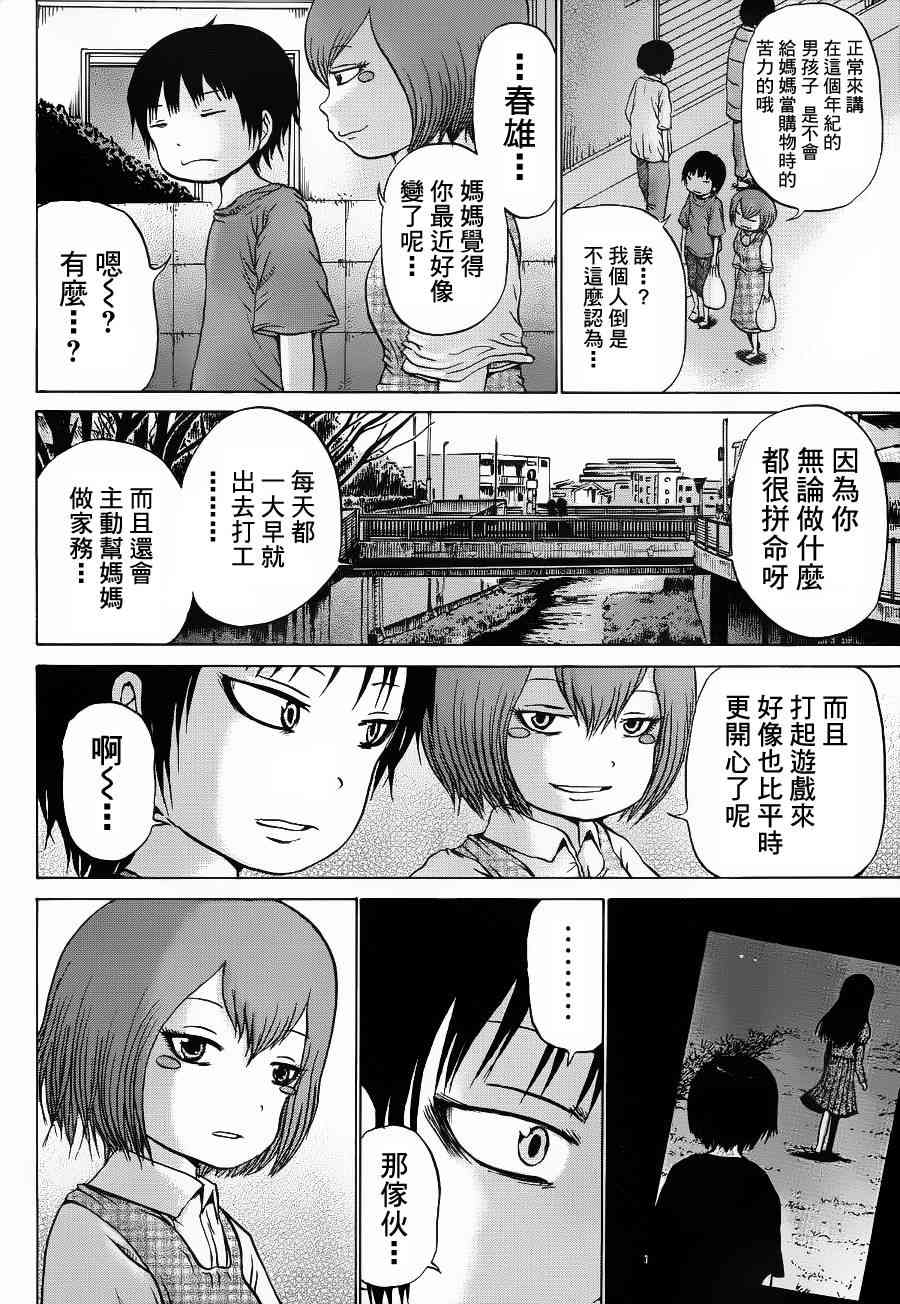 正常來講
在這個年紀的
男孩子 是不會
給媽媽當購物時的
苦力的哦
誒…?
我個人倒是
不這麼認為…
…春雄…
媽媽覺得
你最近好像
變了呢…
嗯～?
有麼…?
因為你
無論做什麼
都很拼命呀
每天都
一大早就
出去打工
………
而且還會
主動幫媽媽
做家務…
而且
打起遊戲來
好像也比平時
更開心了呢
啊～…
………
那傢伙…